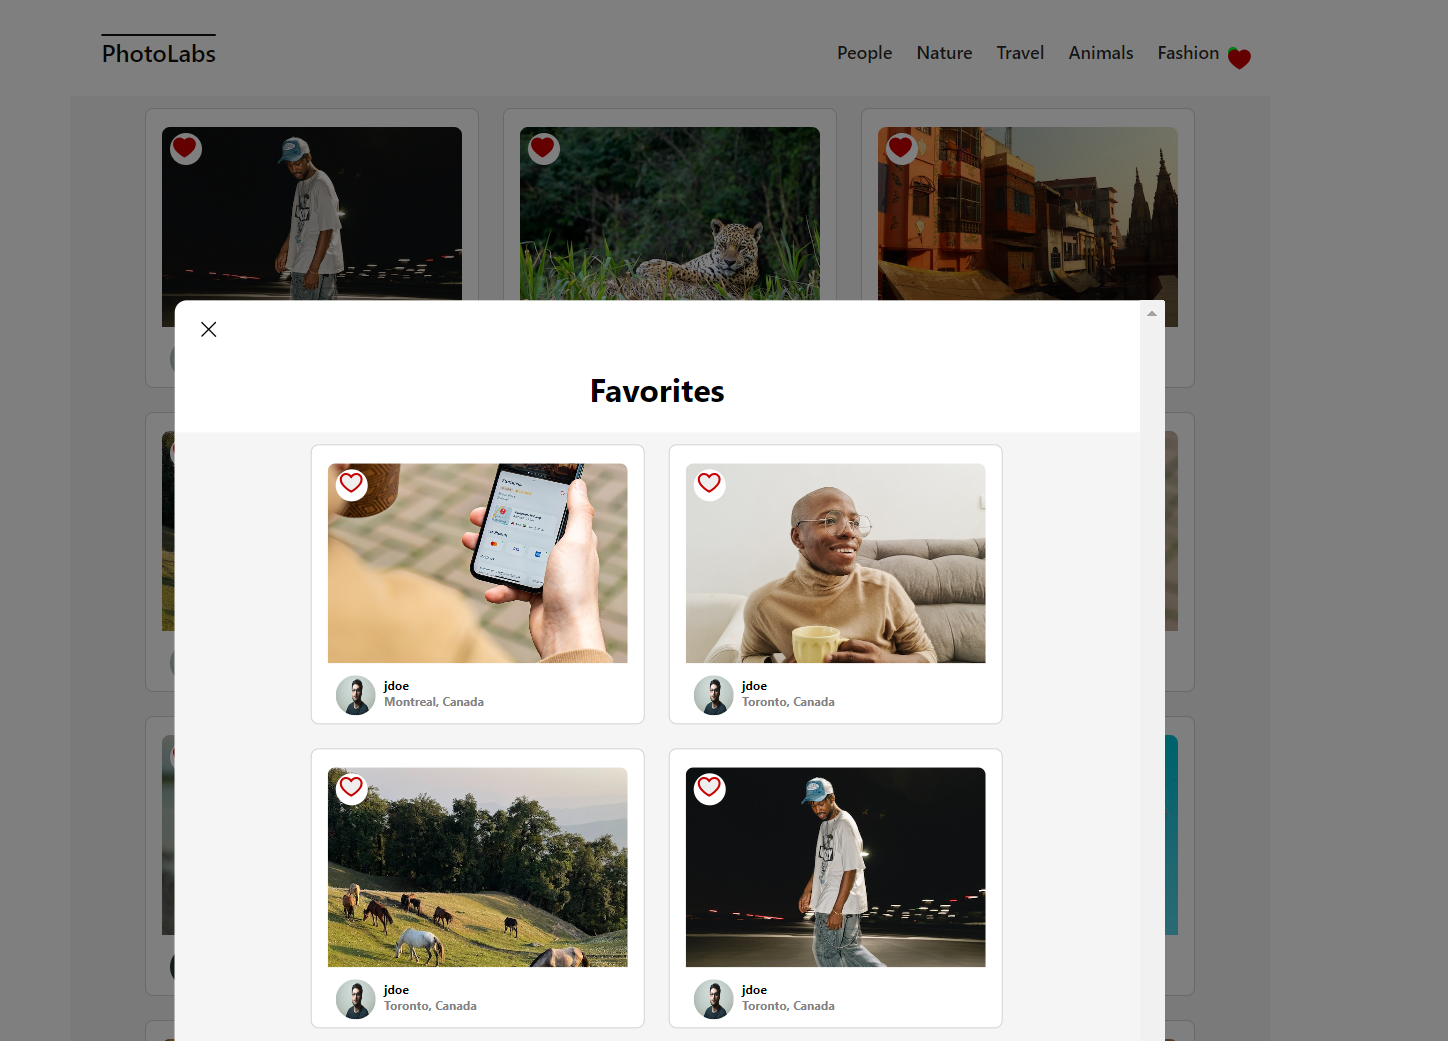 PhotoLabs
People Nature Travel Animals Fashion
Favorites
jdoe
Montreal, Canada
jdoe
Toronto, Canada
jdoe
Toronto, Canada
jdoe
Toronto, Canada